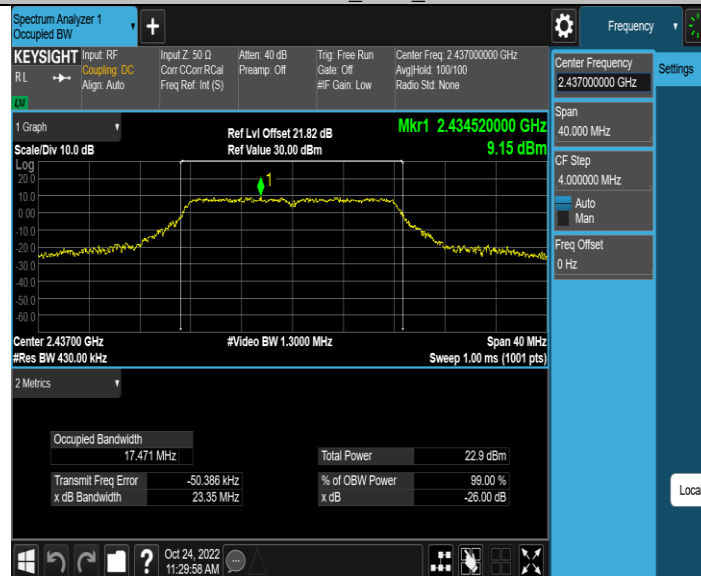 Spectrum Analyzer 1
Occupied BW
+
Frequency
KEYSIGHT
R L
LXI
Input: RF
Coupling: DC
Align: Auto
Input Z: 50 Ω
Corr CCorr RCal
Freq Ref: Int (S)
Atten: 40 dB
Preamp: Off
Trig: Free Run
Gate: Off
#IF Gain: Low
Center Freq: 2.437000000 GHz
Avg|Hold: 100/100
Radio Std: None
Center Frequency
2.437000000 GHz
Settings
Span
40.000 MHz
CF Step
4.000000 MHz
Auto
Man
Freq Offset
0 Hz
1 Graph
Scale/Div 10.0 dB
Ref Lvl Offset 21.82 dB
Ref Value 30.00 dBm
Mkr1 2.434520000 GHz
9.15 dBm
Log
20.0
10.0
0.00
-10.0
-20.0
-30.0
-40.0
-50.0
-60.0
1
Center 2.43700 GHz
#Video BW 1.3000 MHz
Span 40 MHz
#Res BW 430.00 kHz
Sweep 1.00 ms (1001 pts)
2 Metrics
Occupied Bandwidth
17.471 MHz
Total Power 22.9 dBm
Transmit Freq Error -50.386 kHz
% of OBW Power 99.00 %
x dB Bandwidth 23.35 MHz
x dB -26.00 dB
Local
?
Oct 24, 2022
11:29:58 AM